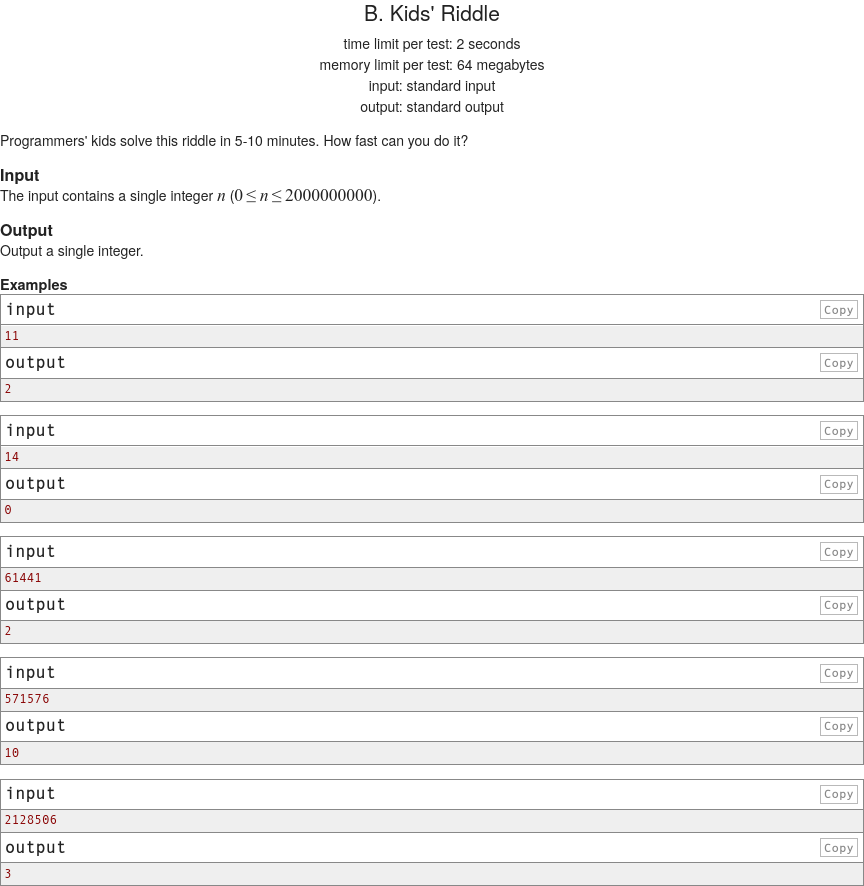 B. Kids' Riddle
time limit per test: 2 seconds
memory limit per test: 64 megabytes
input: standard input
output: standard output
Programmers' kids solve this riddle in 5-10 minutes. How fast can you do it?
Input
The input contains a single integer n (0 ≤ n ≤ 2000000000).
Output
Output a single integer.
Examples
input Copy
11
output Copy
2
input Copy
14
output Copy
0
input Copy
61441
output Copy
2
input Copy
571576
output Copy
10
input Copy
2128506
output Copy
3